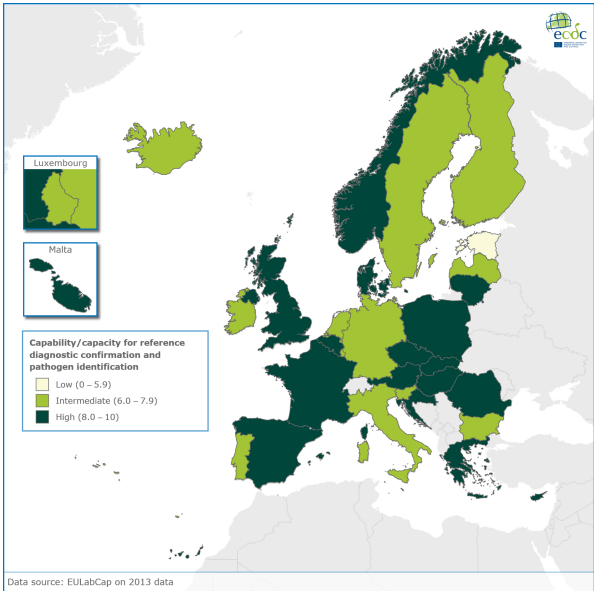 ecdc
Luxembourg
Malta
Capability/capacity for reference
diagnostic confirmation and
pathogen identification
Low (0 – 5.9)
Intermediate (6.0 – 7.9)
High (8.0 – 10)
Data source: EULabCap on 2013 data